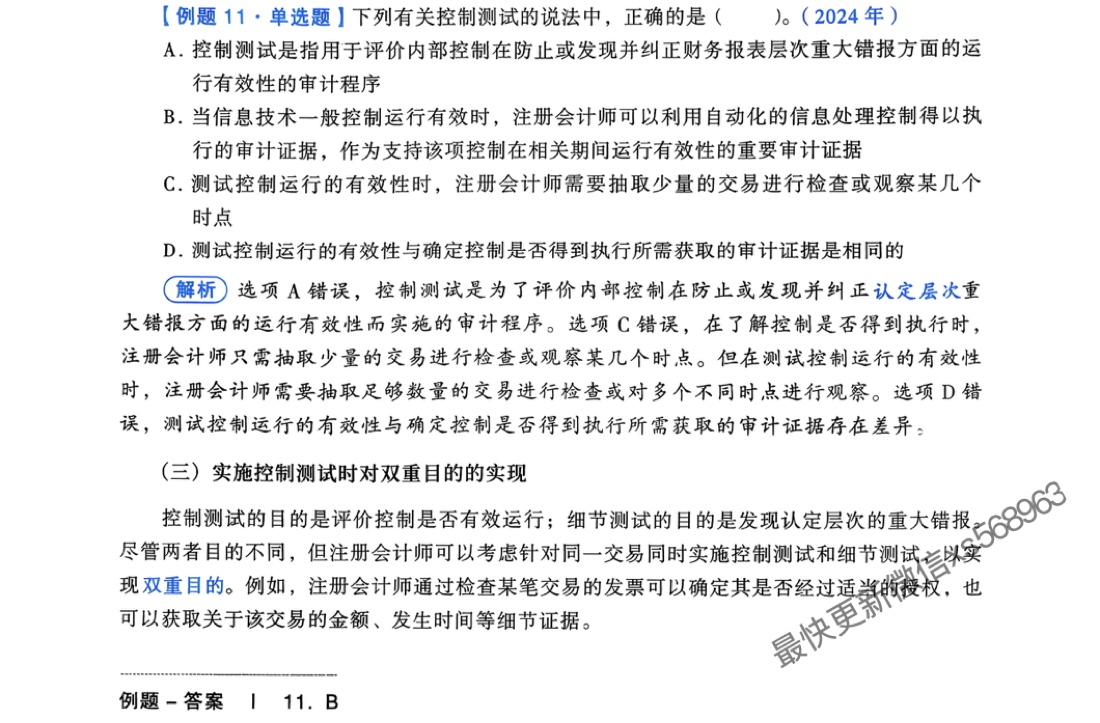 【例题 11·单选题】下列有关控制测试的说法中，正确的是（　　）。（2024 年）
A. 控制测试是指用于评价内部控制在防止或发现并纠正财务报表层次重大错报方面的运
行有效性的审计程序
B. 当信息技术一般控制运行有效时，注册会计师可以利用自动化的信息处理控制得以执
行的审计证据，作为支持该项控制在相关期间运行有效性的重要审计证据
C. 测试控制运行的有效性时，注册会计师需要抽取少量的交易进行检查或观察某几个
时点
D. 测试控制运行的有效性与确定控制是否得到执行所需获取的审计证据是相同的
解析 选项 A 错误，控制测试是为了评价内部控制在防止或发现并纠正认定层次重
大错报方面的运行有效性而实施的审计程序。选项 C 错误，在了解控制是否得到执行时，
注册会计师只需抽取少量的交易进行检查或观察某几个时点。但在测试控制运行的有效性
时，注册会计师需要抽取足够数量的交易进行检查或对多个不同时点进行观察。选项 D 错
误，测试控制运行的有效性与确定控制是否得到执行所需获取的审计证据存在差异。
（三）实施控制测试时对双重目的的实现
控制测试的目的是评价控制是否有效运行；细节测试的目的是发现认定层次的重大错报。
尽管两者目的不同，但注册会计师可以考虑针对同一交易同时实施控制测试和细节测试，以实
现双重目的。例如，注册会计师通过检查某笔交易的发票可以确定其是否经过适当的授权，也
可以获取关于该交易的金额、发生时间等细节证据。
最快更新微信xs568963
例题 – 答案 | 11. B